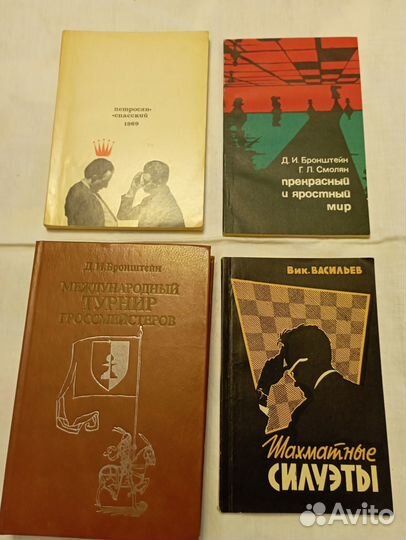 петросян-
-спасский
1969
Д. И. Бронштейн
Г. Л. Смолян
прекрасный
и яростный
мир
Д. И. Бронштейн
МЕЖДУНАРОДНЫЙ
ТУРНИР
ГРОССМЕЙСТЕРОВ
Вик. ВАСИЛЬЕВ
Шахматные
СИЛУЭТЫ
Avito